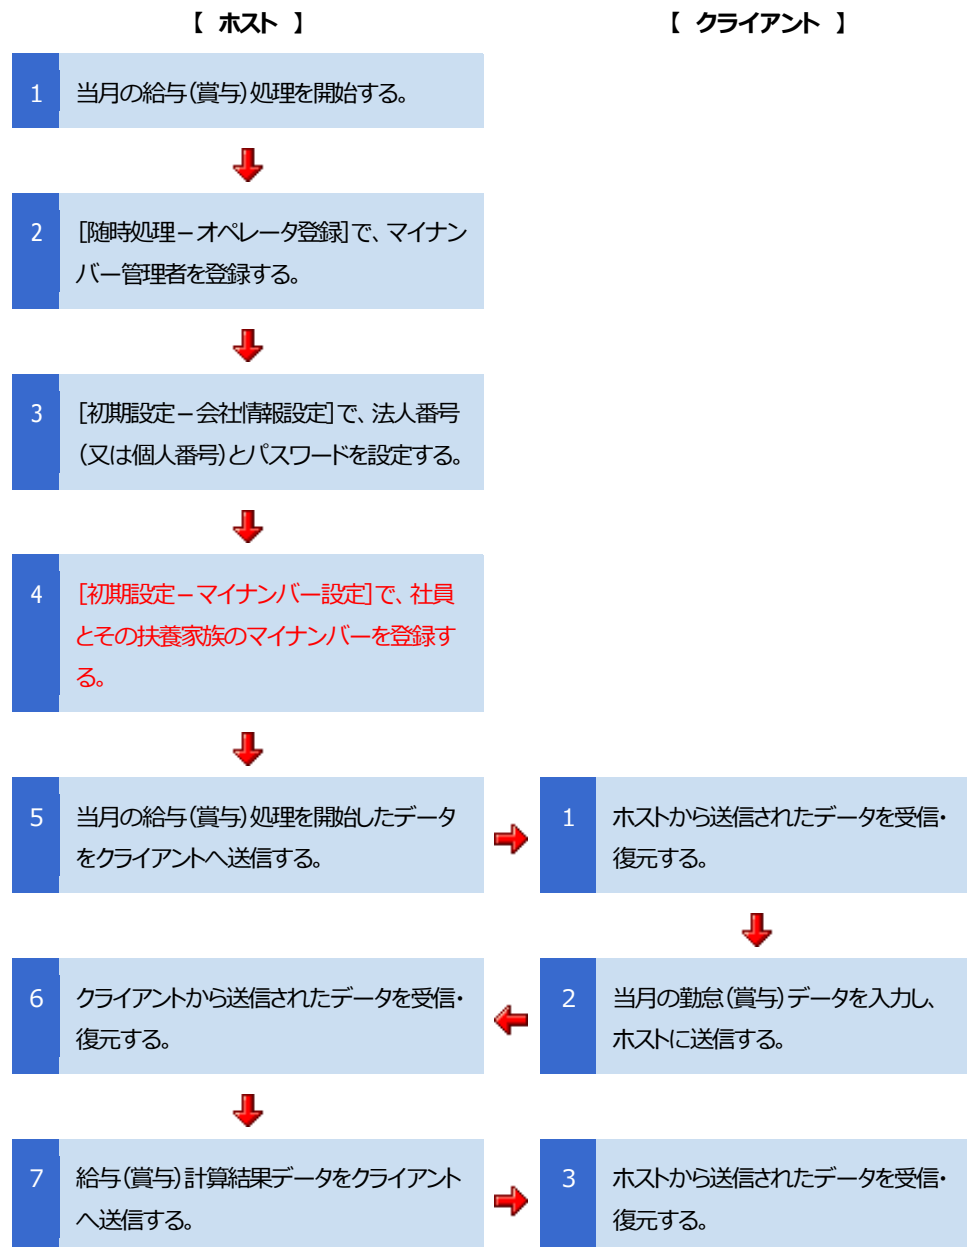 【 ホスト 】
【 クライアント 】
1
当月の給与(賞与)処理を開始する。
2
[随時処理－オペレータ登録]で、マイナン
バー管理者を登録する。
3
[初期設定－会社情報設定]で、法人番号
(又は個人番号)とパスワードを設定する。
4
[初期設定－マイナンバー設定]で、社員
とその扶養家族のマイナンバーを登録す
る。
5
当月の給与(賞与)処理を開始したデータ
をクライアントへ送信する。
1
ホストから送信されたデータを受信・
復元する。
6
クライアントから送信されたデータを受信・
復元する。
2
当月の勤怠(賞与)データを入力し、
ホストに送信する。
7
給与(賞与)計算結果データをクライアント
へ送信する。
3
ホストから送信されたデータを受信・
復元する。